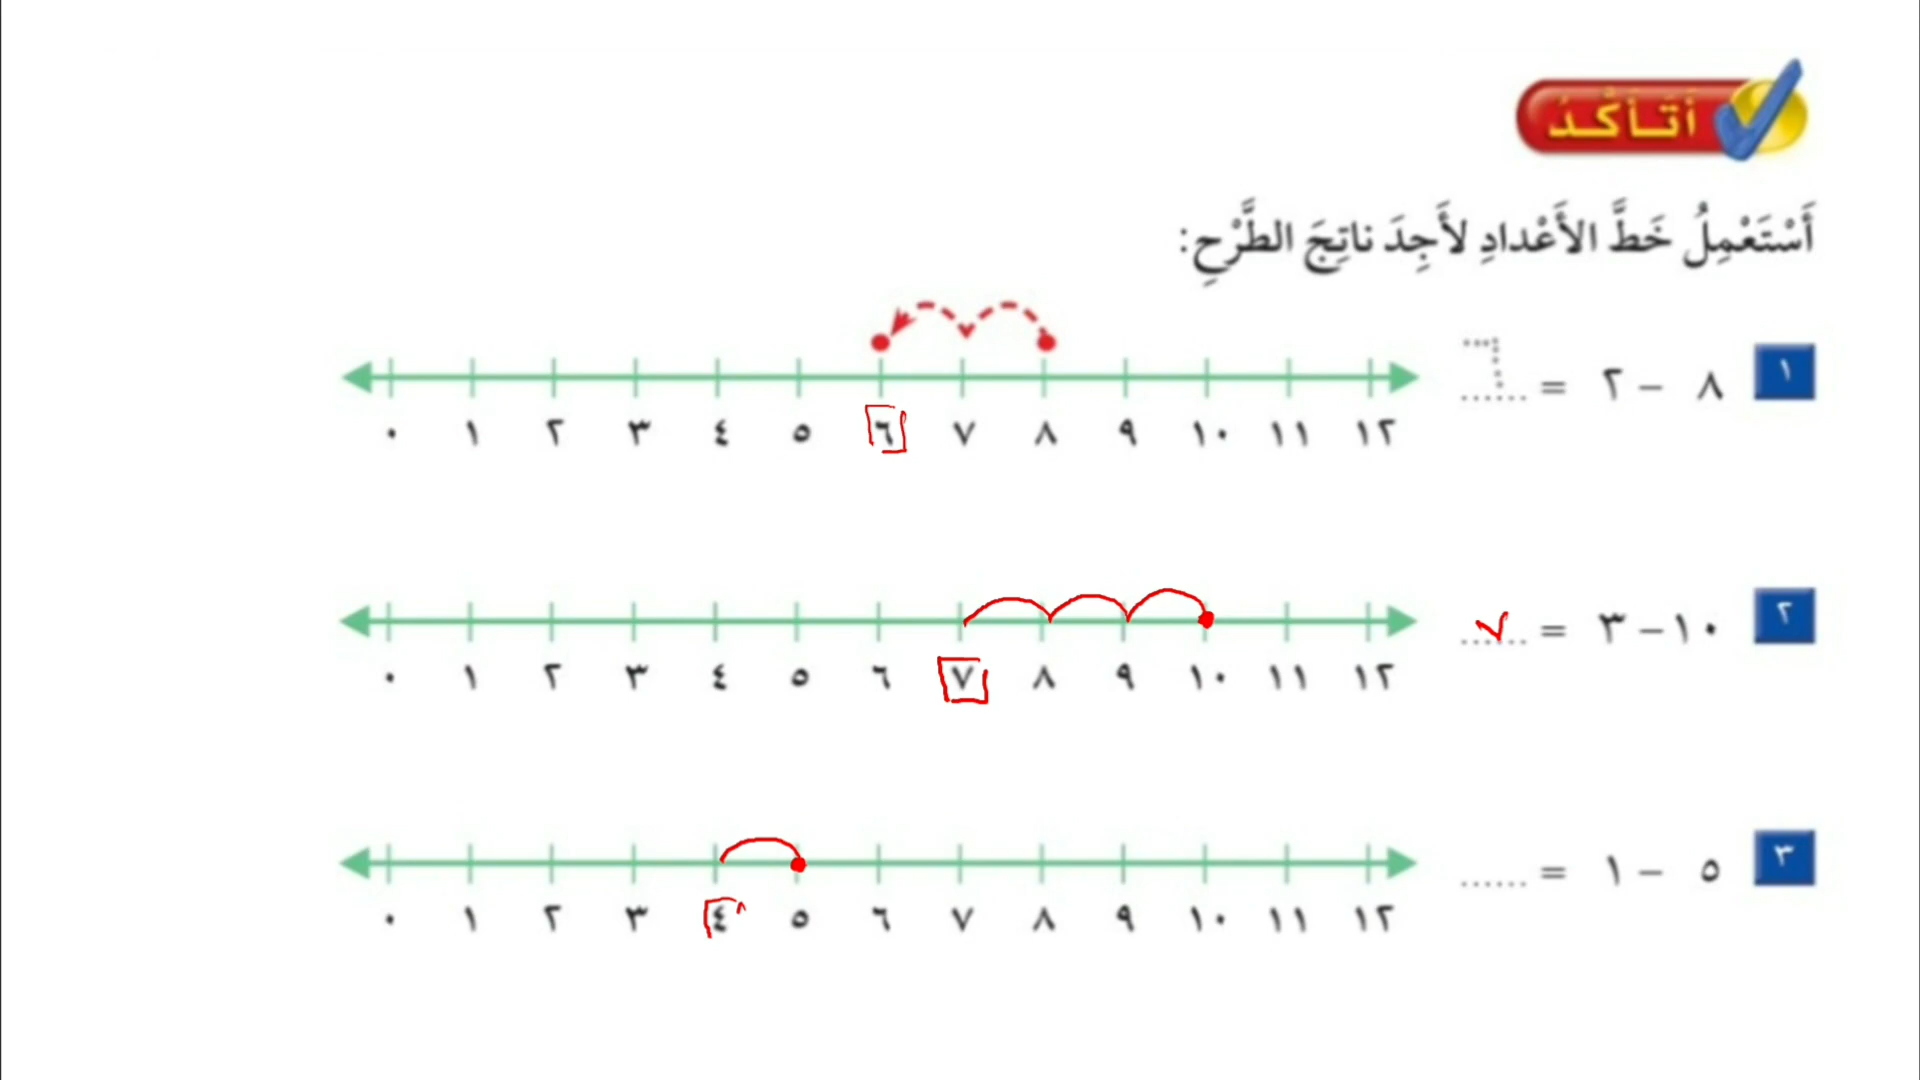 أَتَأَكَّدُ
أَسْتَعْمِلُ خَطَّ الأَعْدادِ لأَجِدَ ناتِجَ الطَّرْحِ:
١
٨ – ٢ = ٦
٠ ١ ٢ ٣ ٤ ٥ ٦ ٧ ٨ ٩ ١٠ ١١ ١٢
٢
١٠ – ٣ = ٧
٠ ١ ٢ ٣ ٤ ٥ ٦ ٧ ٨ ٩ ١٠ ١١ ١٢
٣
٥ – ١ = ......
٠ ١ ٢ ٣ ٤ ٥ ٦ ٧ ٨ ٩ ١٠ ١١ ١٢